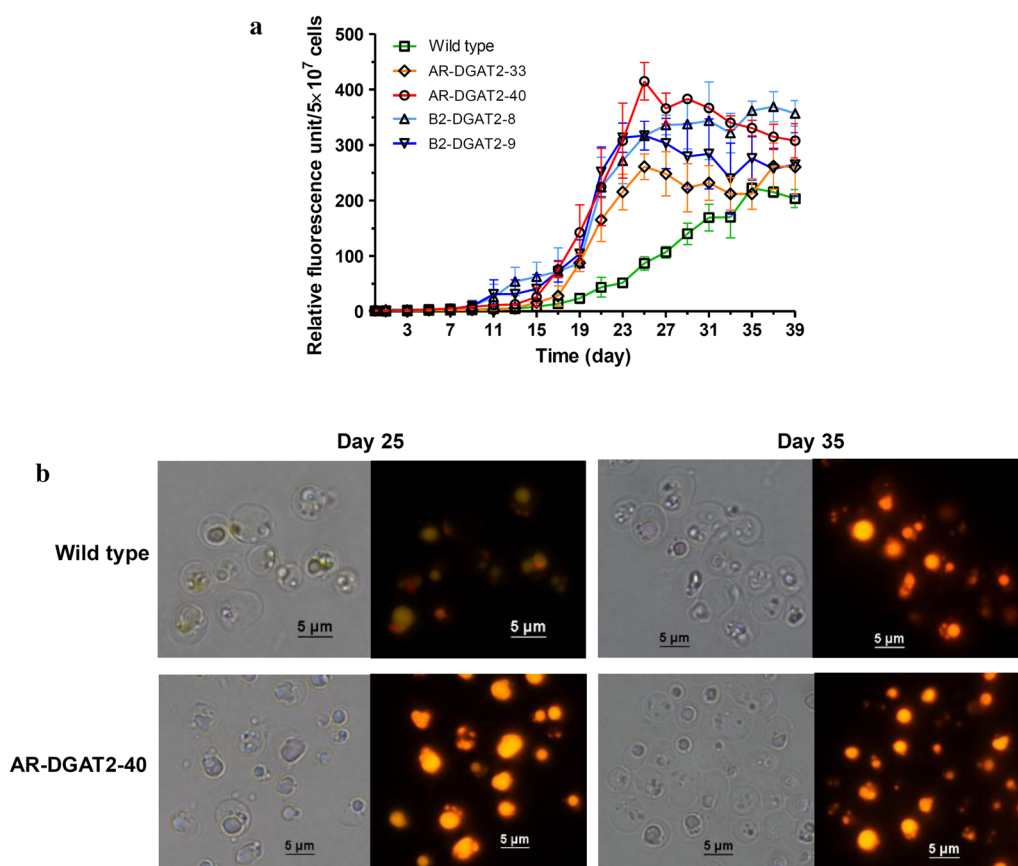 a
Relative fluorescence unit/5×10⁷ cells
500
400
300
200
100
0
Wild type
AR-DGAT2-33
AR-DGAT2-40
B2-DGAT2-8
B2-DGAT2-9
3 7 11 15 19 23 27 31 35 39
Time (day)
b
Day 25 Day 35
Wild type
5 µm 5 µm 5 µm 5 µm
AR-DGAT2-40
5 µm 5 µm 5 µm 5 µm